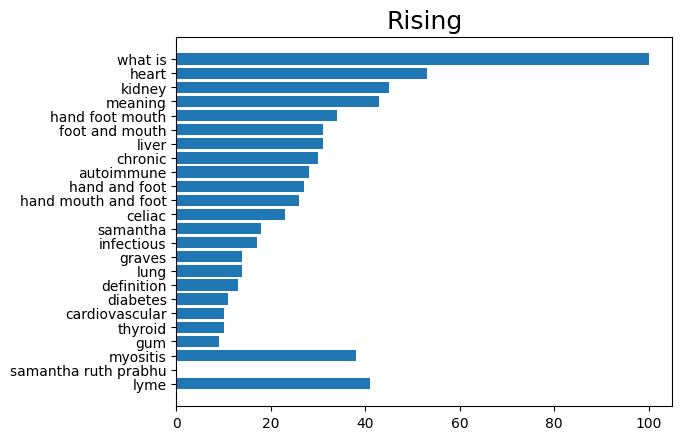 Rising
what is
heart
kidney
meaning
hand foot mouth
foot and mouth
liver
chronic
autoimmune
hand and foot
hand mouth and foot
celiac
samantha
infectious
graves
lung
definition
diabetes
cardiovascular
thyroid
gum
myositis
samantha ruth prabhu
lyme
0 20 40 60 80 100